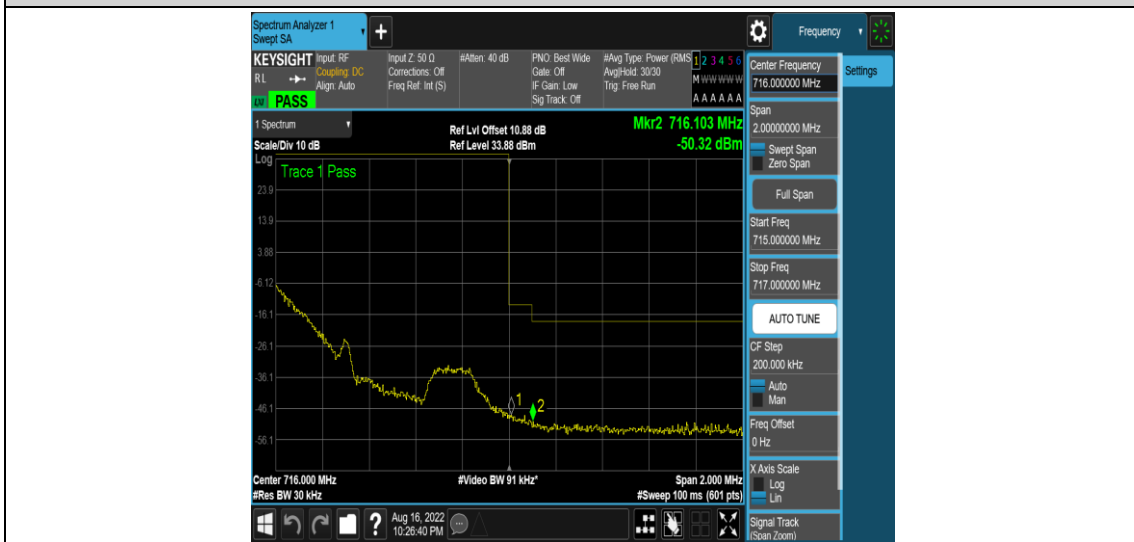 Spectrum Analyzer 1
Swept SA
+
Frequency
KEYSIGHT
Input: RF
Input Z: 50 Ω
#Atten: 40 dB
PNO: Best Wide
#Avg Type: Power (RMS
1 2 3 4 5 6
RL
Coupling: DC
Corrections: Off
Gate: Off
Avg|Hold: 30/30
M W W W W W
Align: Auto
Freq Ref: Int (S)
IF Gain: Low
Trig: Free Run
Sig Track: Off
A A A A A A
LXI
PASS
1 Spectrum
Ref Lvl Offset 10.88 dB
Mkr2 716.103 MHz
Scale/Div 10 dB
Ref Level 33.88 dBm
-50.32 dBm
Log
Trace 1 Pass
23.9
13.9
3.88
-6.12
-16.1
-26.1
-36.1
-46.1
-56.1
1
2
Center 716.000 MHz
#Video BW 91 kHz*
Span 2.000 MHz
#Res BW 30 kHz
#Sweep 100 ms (601 pts)
?
Aug 16, 2022
10:26:40 PM
Center Frequency
716.000000 MHz
Settings
Span
2.00000000 MHz
Swept Span
Zero Span
Full Span
Start Freq
715.000000 MHz
Stop Freq
717.000000 MHz
AUTO TUNE
CF Step
200.000 kHz
Auto
Man
Freq Offset
0 Hz
X Axis Scale
Log
Lin
Signal Track
(Span Zoom)